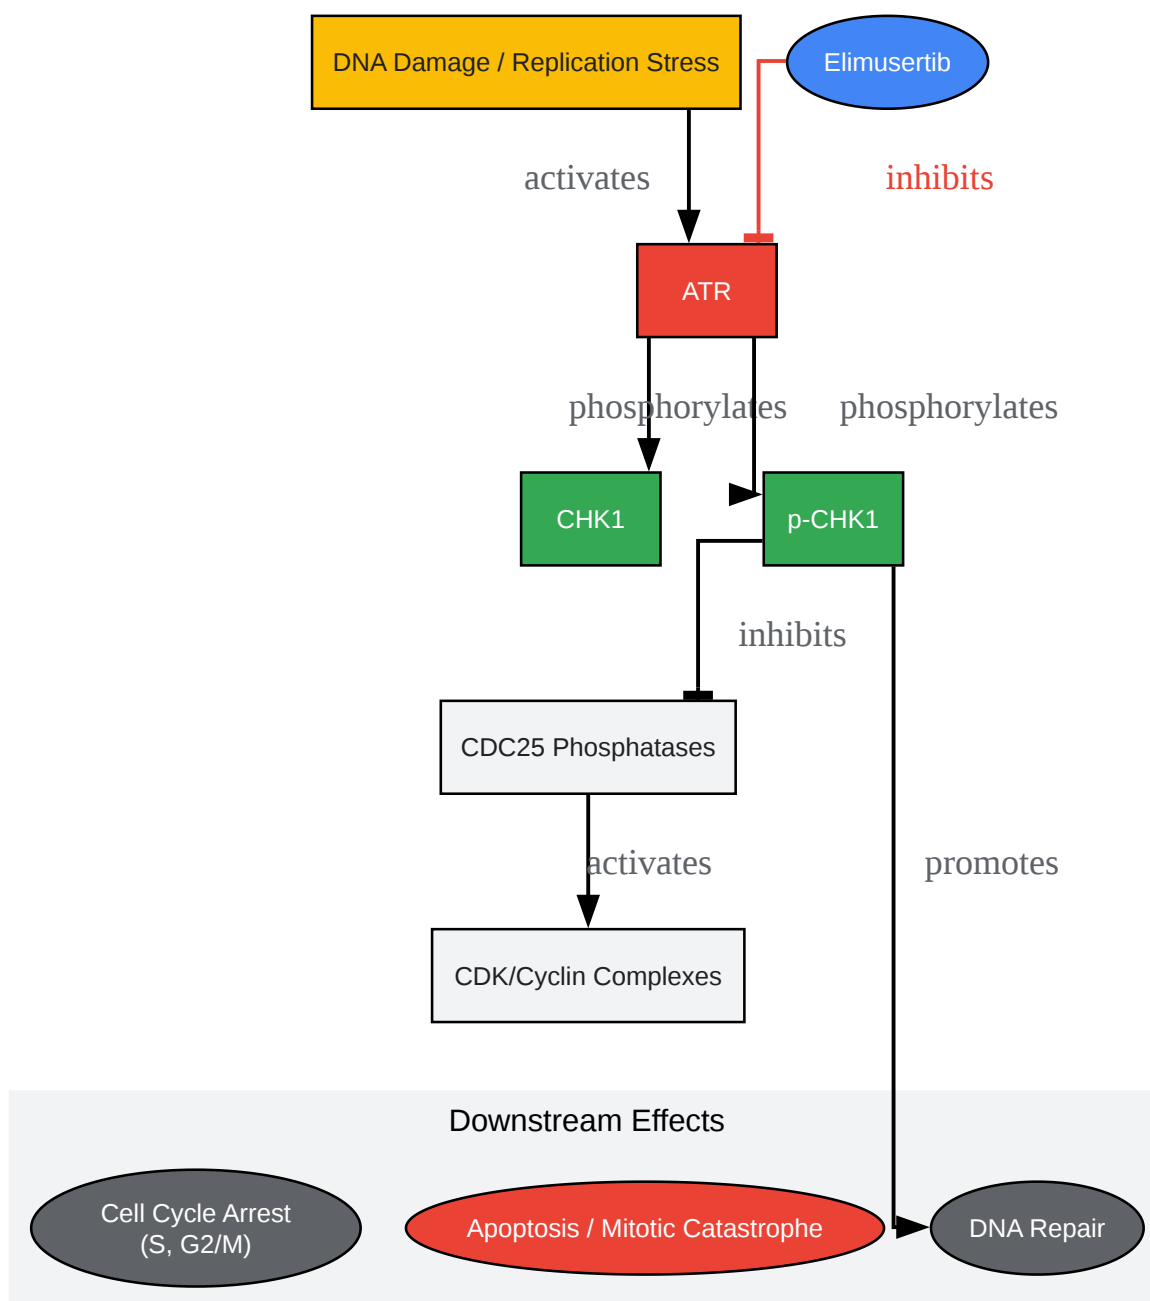 DNA Damage / Replication Stress
Elimusertib
activates
inhibits
ATR
phosphorylates
phosphorylates
CHK1
p-CHK1
inhibits
CDC25 Phosphatases
activates
promotes
CDK/Cyclin Complexes
Downstream Effects
Cell Cycle Arrest
(S, G2/M)
Apoptosis / Mitotic Catastrophe
DNA Repair